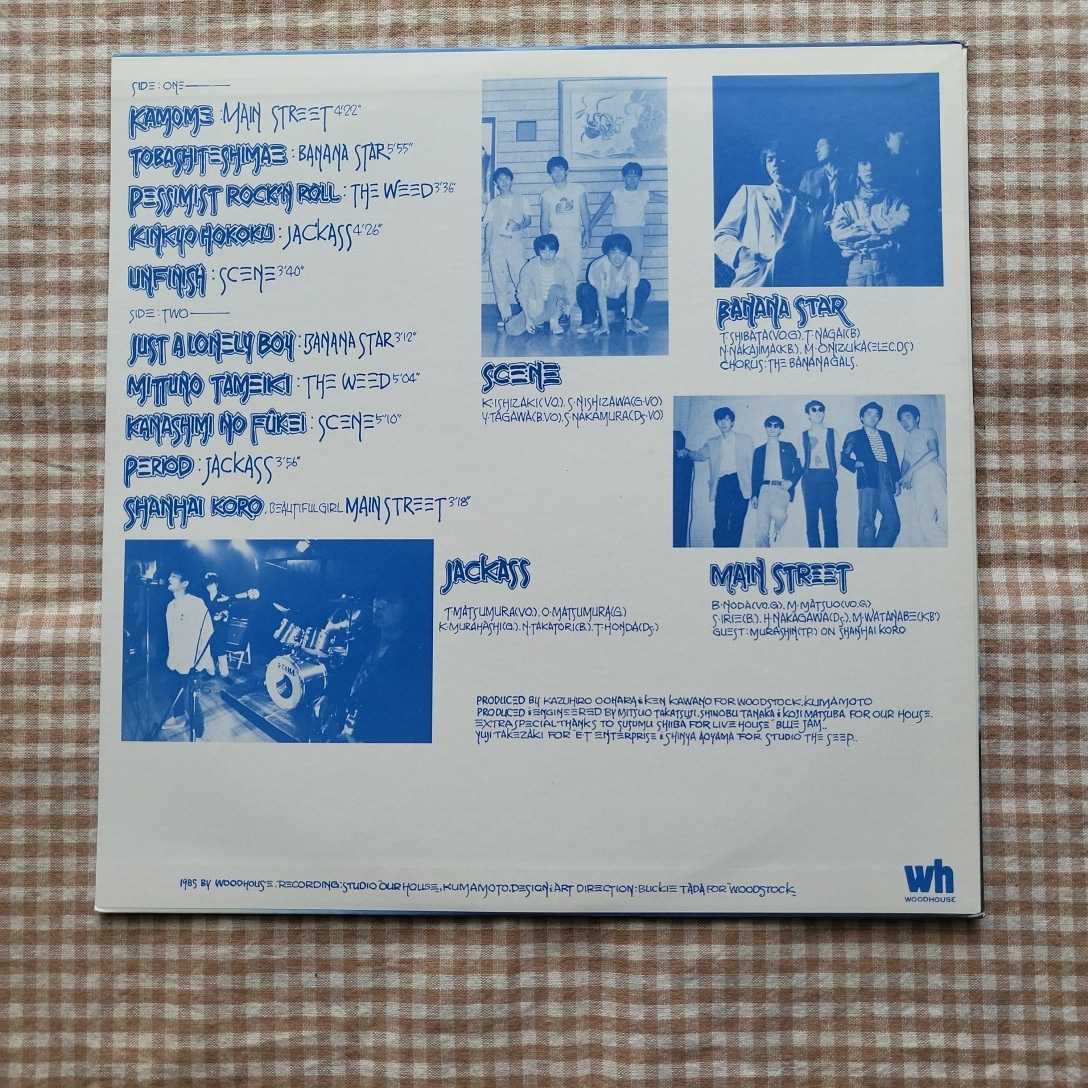 SIDE:ONE
KAMOME:MAIN STREET 4'22"
TOBASHITESHIMAE:BANANA STAR 5'55"
PESSIMIST ROCK'N ROLL:THE WEED 3'36"
KINKYO HOKOKU:JACKASS 4'26"
UNFINISH:SCENE 3'40"
SIDE:TWO
JUST A LONELY BOY:BANANA STAR 3'12"
MITTUNO TAMEIKI:THE WEED 5'04"
KANASHIMI NO FŪKEI:SCENE 5'10"
PERIOD:JACKASS 3'56"
SHANHAI KORO, BEAUTIFUL GIRL MAIN STREET 3'18"
SCENE
K·ISHIZAKI(VO.), S·NISHIZAWA(G·VO)
Y·TAGAWA(B.VO), S·NAKAMURA(DS·VO)
BANANA STAR
T·SHIBATA(VO.G), T·NAGAI(B)
N·NAKAJIMA(KB), M·ONIZUKA(ELEC.DS)
CHORUS:THE BANANAGALS.
JACKASS
T·MATSUMURA(VO.), O·MATSUMURA(G.)
K·MURAHASHI(G.), N·TAKATORI(B.), T·HONDA(DS.)
TAMA
MAIN STREET
B·NODA(VO.G), M·MATSUO(VO.G)
S·IRIE(B.), H·NAKAGAWA(DS), M·WATANABE(KB)
GUEST:MURASHIN(TP.) ON SHANHAI KORO
PRODUCED BY KAZUHIRO OOHARA & KEN KAWANO FOR WOODSTOCK, KUMAMOTO
PRODUCED & ENGINEERED BY MITSUO TAKATSUJI, SHINOBU TANAKA & KOJI MATSUBA FOR OUR HOUSE.
EXTRA SPECIAL THANKS TO SUSUMU SHIIBA FOR LIVE HOUSE "BLUE JAM"
YUJI TAKEZAKI FOR "ET ENTERPRISE & SHINYA AOYAMA FOR STUDIO THE SEEP..
1985 BY WOODHOUSE. RECORDING:STUDIO "OUR HOUSE, KUMAMOTO. DESIGN & ART DIRECTION:BUCKIE TADA FOR "WOODSTOCK
wh
WOODHOUSE